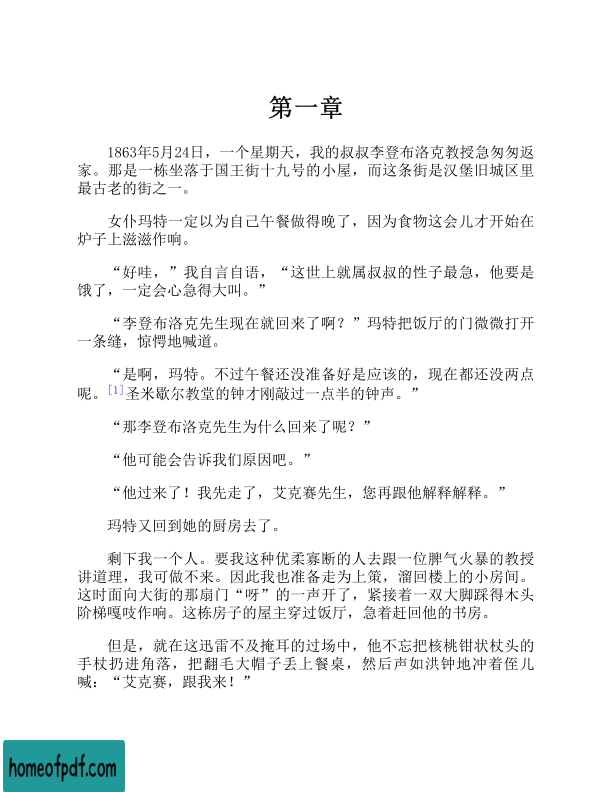 第一章
1863年5月24日，一个星期天，我的叔叔李登布洛克教授急匆匆返
家。那是一栋坐落于国王街十九号的小屋，而这条街是汉堡旧城区里
最古老的街之一。
女仆玛特一定以为自己午餐做得晚了，因为食物这会儿才开始在
炉子上滋滋作响。
“好哇，”我自言自语，“这世上就属叔叔的性子最急，他要是
饿了，一定会心急得大叫。”
“李登布洛克先生现在就回来了啊？”玛特把饭厅的门微微打开
一条缝，惊愕地喊道。
“是啊，玛特。不过午餐还没准备好是应该的，现在都还没两点
呢。[1]圣米歇尔教堂的钟才刚敲过一点半的钟声。”
“那李登布洛克先生为什么回来了呢？”
“他可能会告诉我们原因吧。”
“他过来了！我先走了，艾克赛先生，您再跟他解释解释。”
玛特又回到她的厨房去了。
剩下我一个人。要我这种优柔寡断的人去跟一位脾气火暴的教授
讲道理，我可做不来。因此我也准备走为上策，溜回楼上的小房间。
这时面向大街的那扇门“呀”的一声开了，紧接着一双大脚踩得木头
阶梯嘎吱作响。这栋房子的屋主穿过饭厅，急着赶回他的书房。
但是，就在这迅雷不及掩耳的过场中，他不忘把核桃钳状杖头的
手杖扔进角落，把翻毛大帽子丢上餐桌，然后声如洪钟地冲着侄儿
喊：“艾克赛，跟我来！”
homeofpdf.com